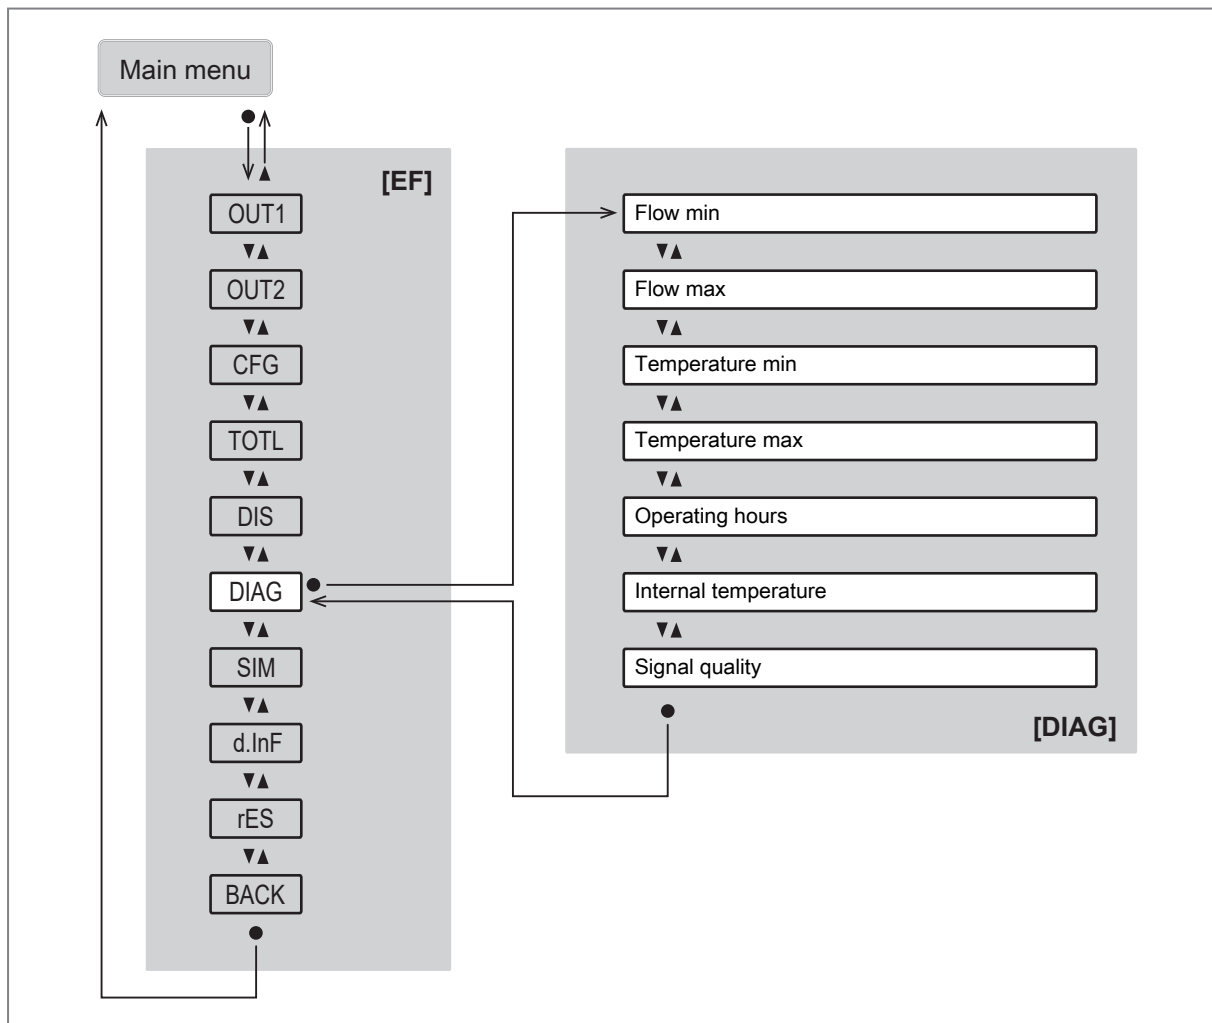 Main menu
[EF]
OUT1
OUT2
CFG
TOTL
DIS
DIAG
SIM
d.InF
rES
BACK
Flow min
Flow max
Temperature min
Temperature max
Operating hours
Internal temperature
Signal quality
[DIAG]